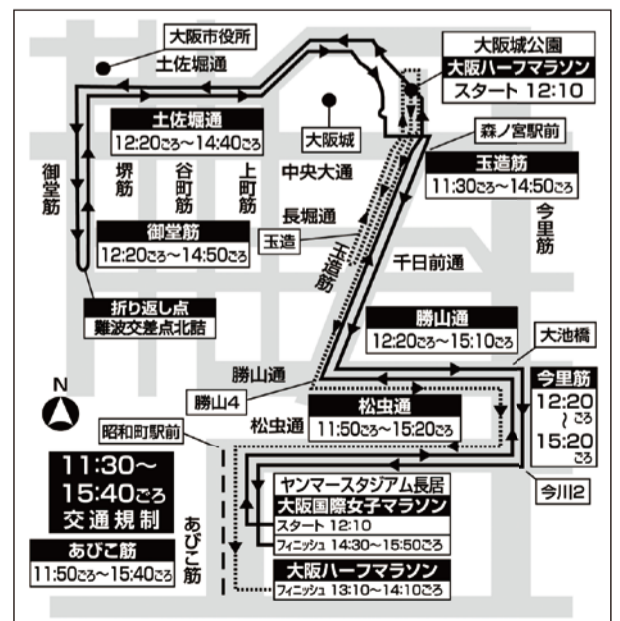 大阪市役所
土佐堀通
大阪城公園
大阪ハーフマラソン
スタート 12:10
大阪城
森ノ宮駅前
土佐堀通
12:20ごろ～14:40ごろ
御堂筋
堺筋
谷町筋
上町筋
中央大通
玉造筋
11:30ごろ～14:50ごろ
長堀通
今里筋
御堂筋
12:20ごろ～14:50ごろ
玉造
玉造筋
千日前通
折り返し点
難波交差点北詰
勝山通
12:20ごろ～15:10ごろ
大池橋
勝山通
N
勝山4
今里筋
12:20
～ごろ
15:20
ごろ
松虫通
松虫通
11:50ごろ～15:20ごろ
昭和町駅前
今川2
11:30～
15:40ごろ
交通規制
あびこ筋
11:50ごろ～15:40ごろ
あびこ筋
ヤンマースタジアム長居
大阪国際女子マラソン
スタート 12:10
フィニッシュ 14:30～15:50ごろ
大阪ハーフマラソン
フィニッシュ 13:10～14:10ごろ